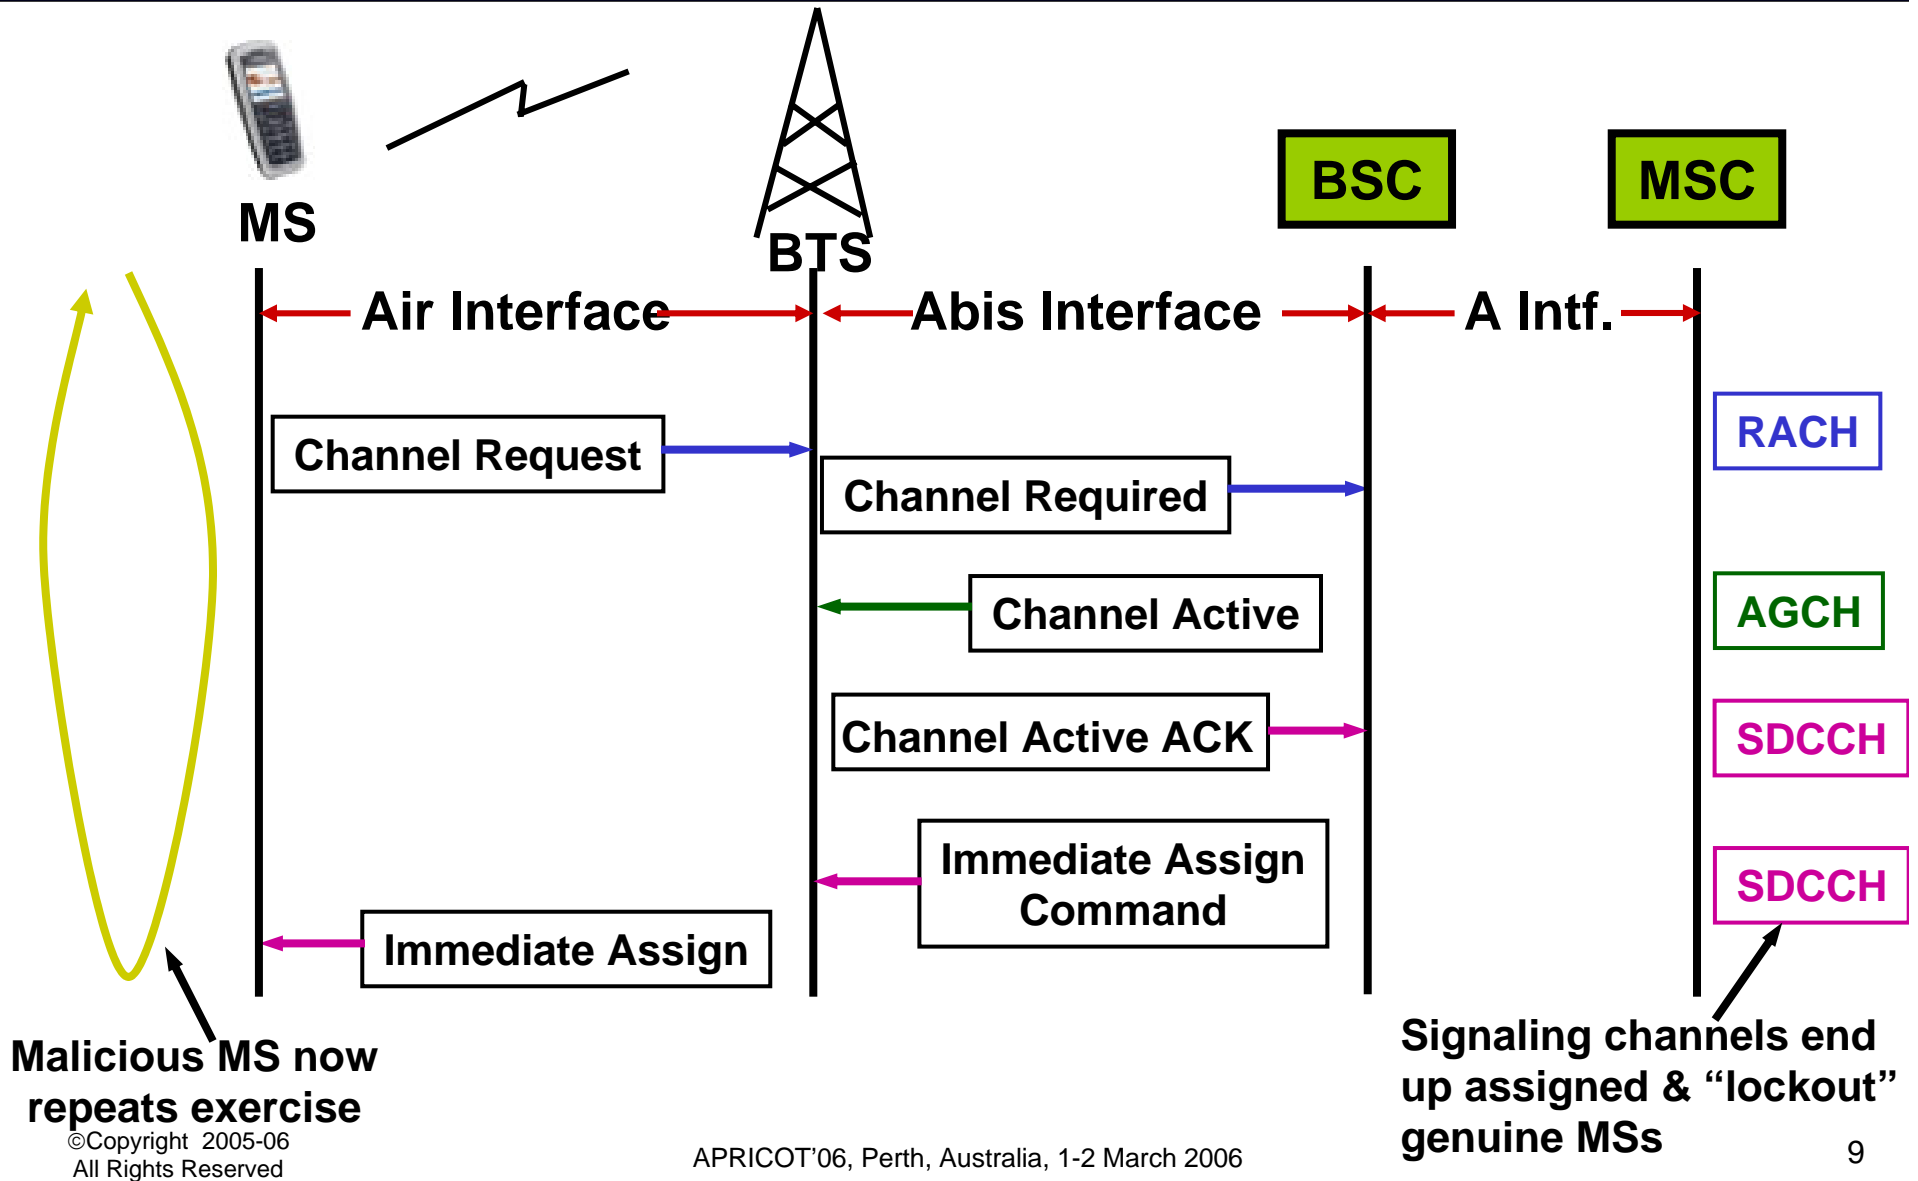 MS
BTS
BSC
MSC
Air Interface
Abis Interface
A Intf.
Channel Request
RACH
Channel Required
Channel Active
AGCH
Channel Active ACK
SDCCH
Immediate Assign
Command
SDCCH
Immediate Assign
Malicious MS now
repeats exercise
Signaling channels end
up assigned & “lockout”
genuine MSs
©Copyright 2005-06
All Rights Reserved
APRICOT’06, Perth, Australia, 1-2 March 2006
9